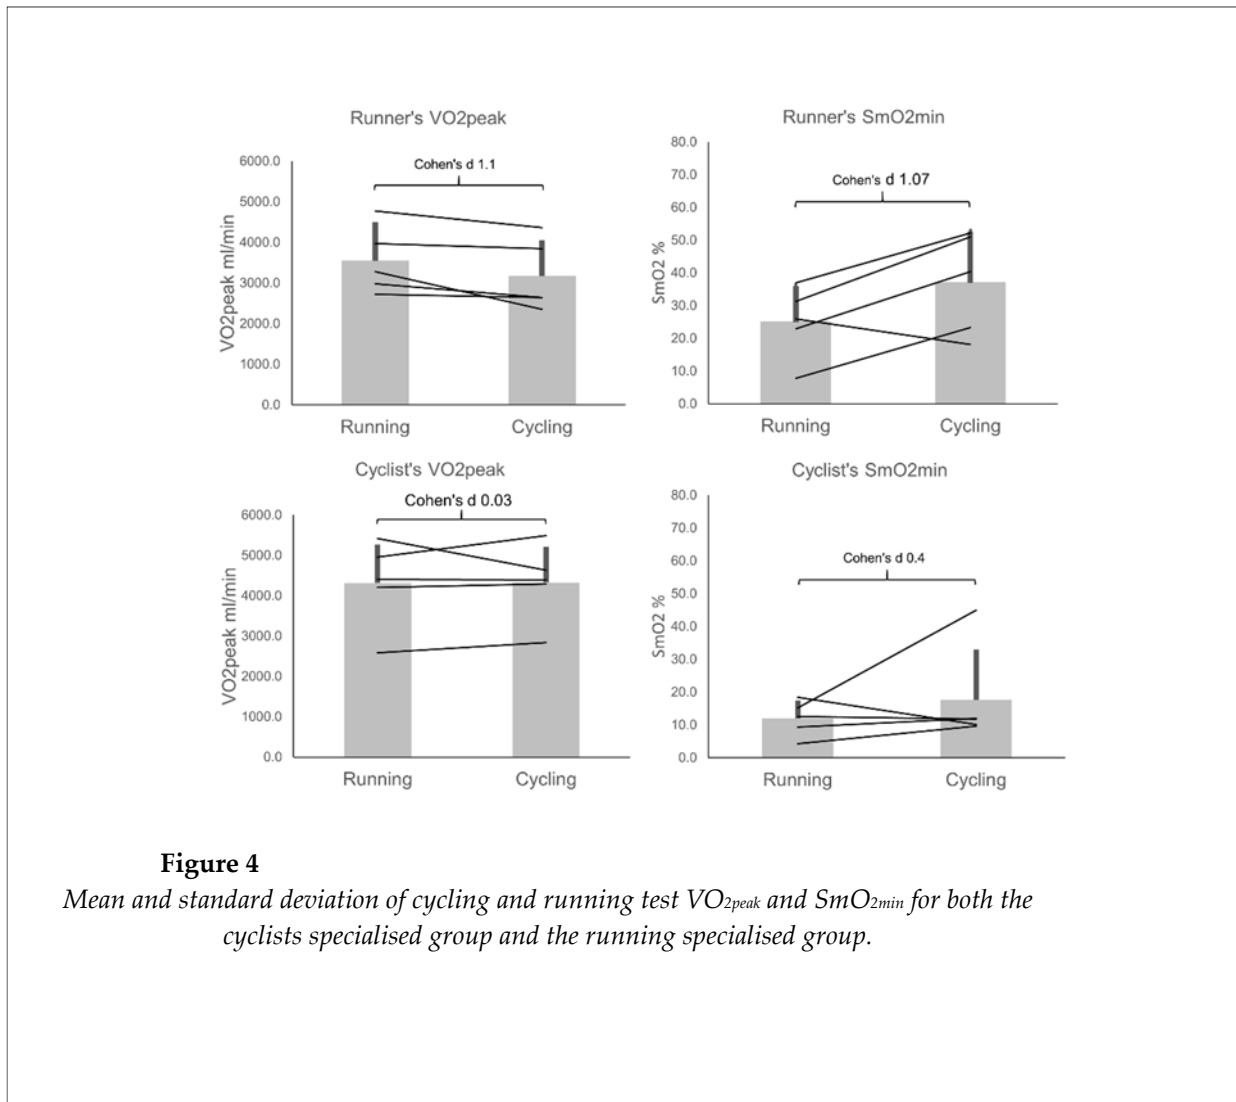 Runner's VO2peak
Cohen's d 1.1
VO2peak ml/min
6000.0
5000.0
4000.0
3000.0
2000.0
1000.0
0.0
Running
Cycling
Runner's SmO2min
Cohen's d 1.07
SmO2 %
80.0
70.0
60.0
50.0
40.0
30.0
20.0
10.0
0.0
Running
Cycling
Cyclist's VO2peak
Cohen's d 0.03
VO2peak ml/min
6000.0
5000.0
4000.0
3000.0
2000.0
1000.0
0.0
Running
Cycling
Cyclist's SmO2min
Cohen's d 0.4
SmO2 %
80.0
70.0
60.0
50.0
40.0
30.0
20.0
10.0
0.0
Running
Cycling
Figure 4
Mean and standard deviation of cycling and running test VO2peak and SmO2min for both the
cyclists specialised group and the running specialised group.